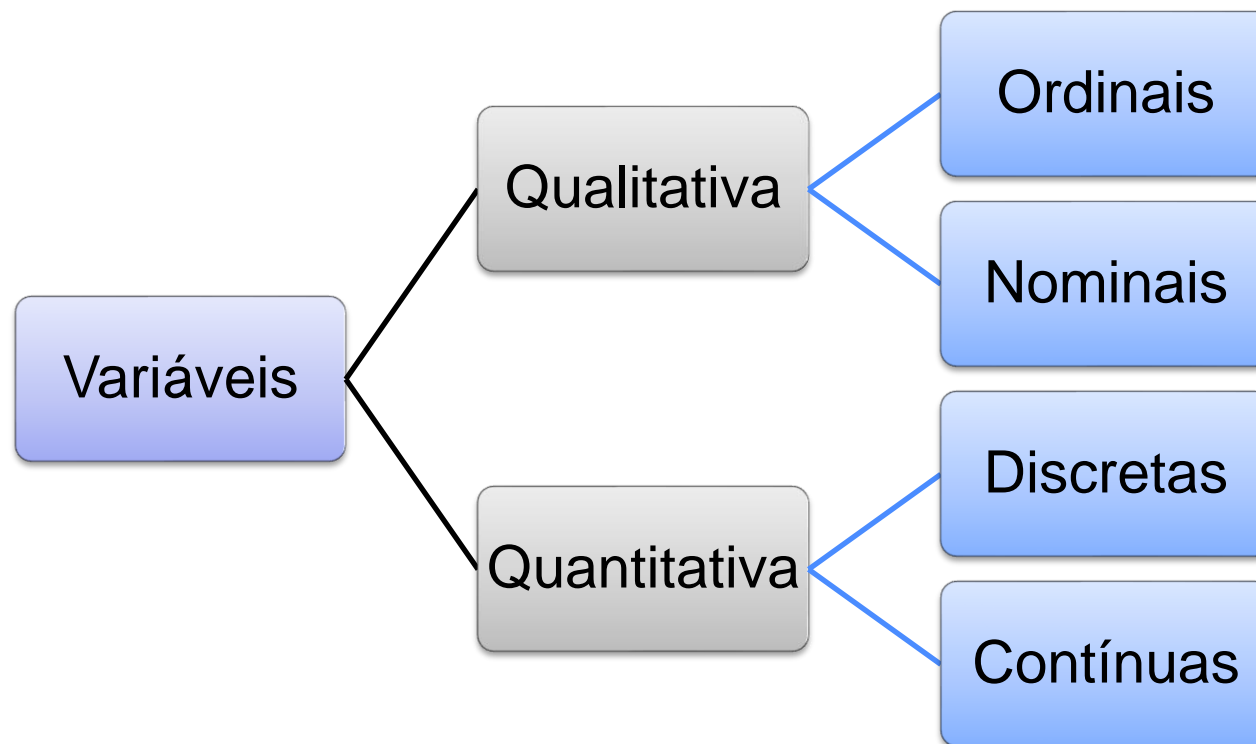 Variáveis
Qualitativa
Ordinais
Nominais
Quantitativa
Discretas
Contínuas